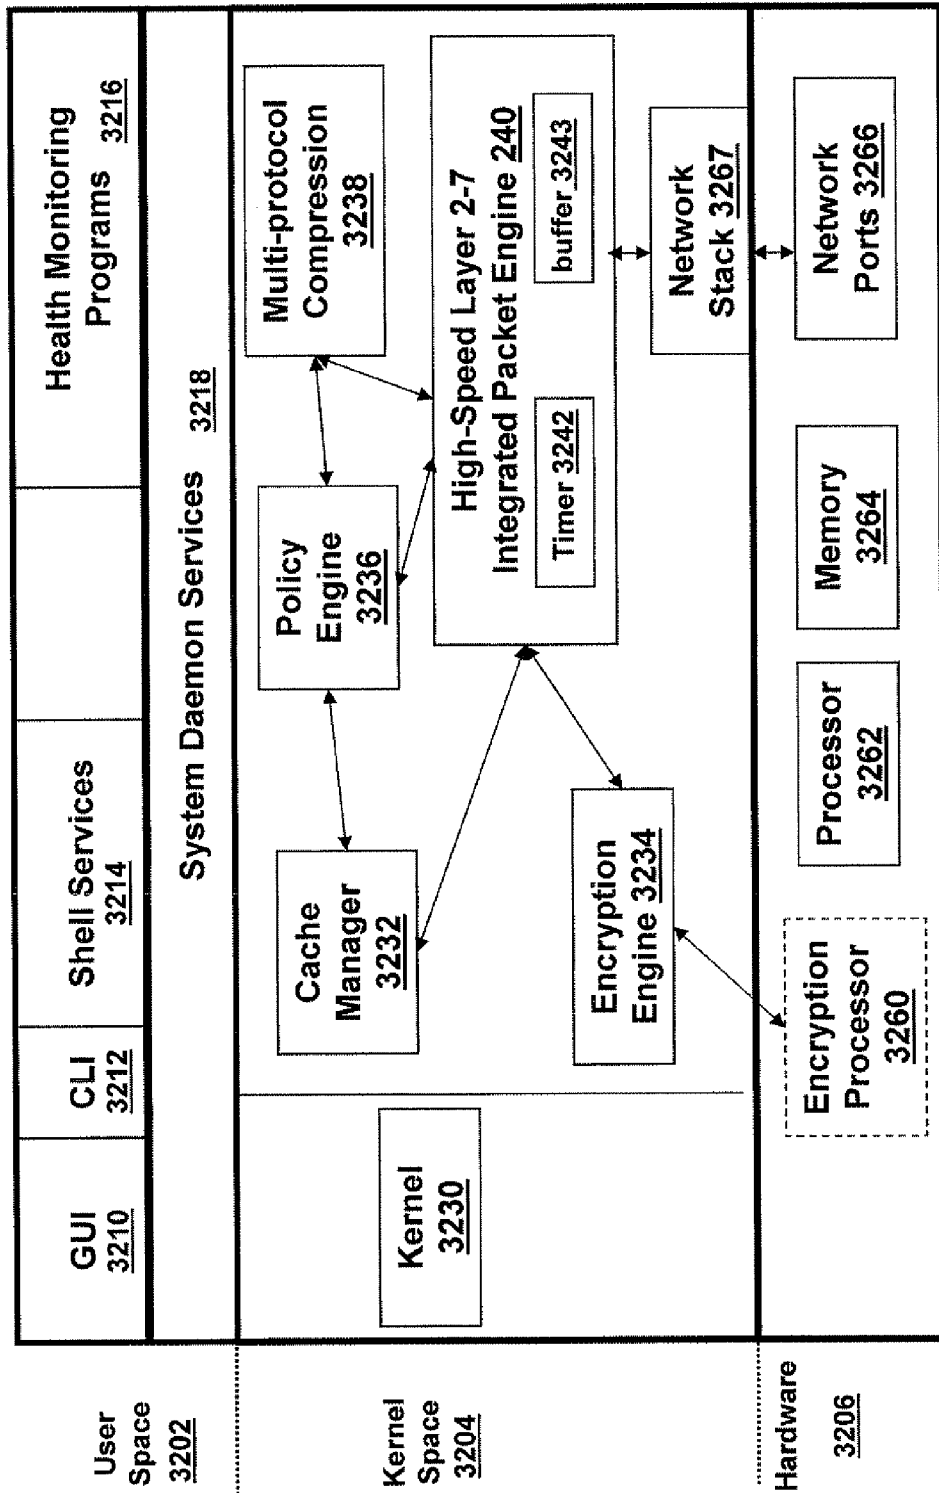 User
Space
3202
GUI
3210
CLI
3212
Shell Services
3214
Health Monitoring
Programs 3216
System Daemon Services 3218
Kernel
Space
3204
Kernel
3230
Cache
Manager
3232
Policy
Engine
3236
Multi-protocol
Compression
3238
High-Speed Layer 2-7
Integrated Packet Engine 240
Timer 3242
buffer 3243
Encryption
Engine 3234
Network
Stack 3267
Hardware
3206
Encryption
Processor
3260
Processor
3262
Memory
3264
Network
Ports 3266